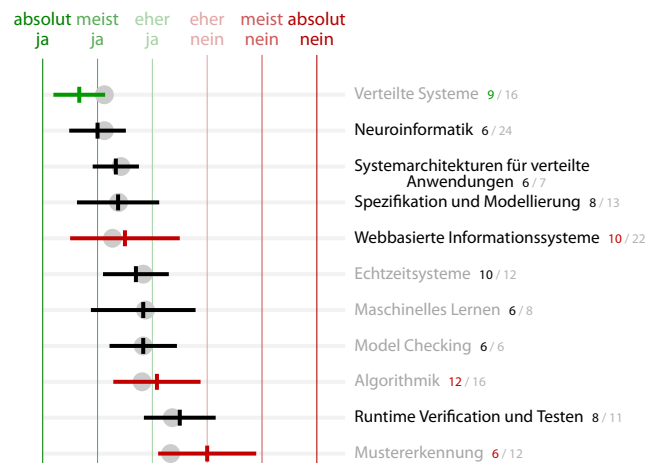 absolut meist eher eher meist absolut
ja ja ja nein nein nein
Verteilte Systeme 9 / 16
Neuroinformatik 6 / 24
Systemarchitekturen für verteilte
Anwendungen 6 / 7
Spezifikation und Modellierung 8 / 13
Webbasierte Informationssysteme 10 / 22
Echtzeitsysteme 10 / 12
Maschinelles Lernen 6 / 8
Model Checking 6 / 6
Algorithmik 12 / 16
Runtime Verification und Testen 8 / 11
Mustererkennung 6 / 12